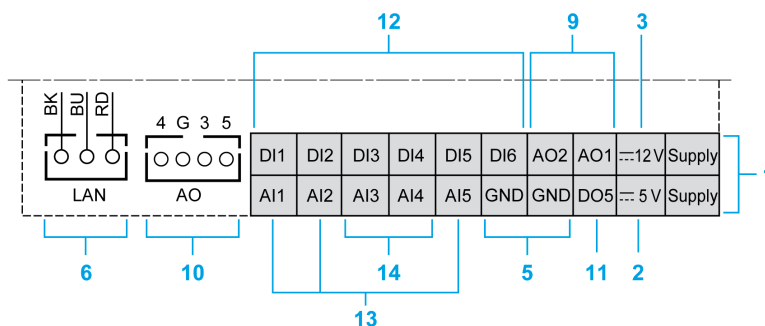 12 9 3
BK BU RD
4 G 3 5
DI1 DI2 DI3 DI4 DI5 DI6 AO2 AO1 ⎓12 V Supply
LAN AO AI1 AI2 AI3 AI4 AI5 GND GND DO5 ⎓ 5 V Supply
6 10 14 5 11 2
13